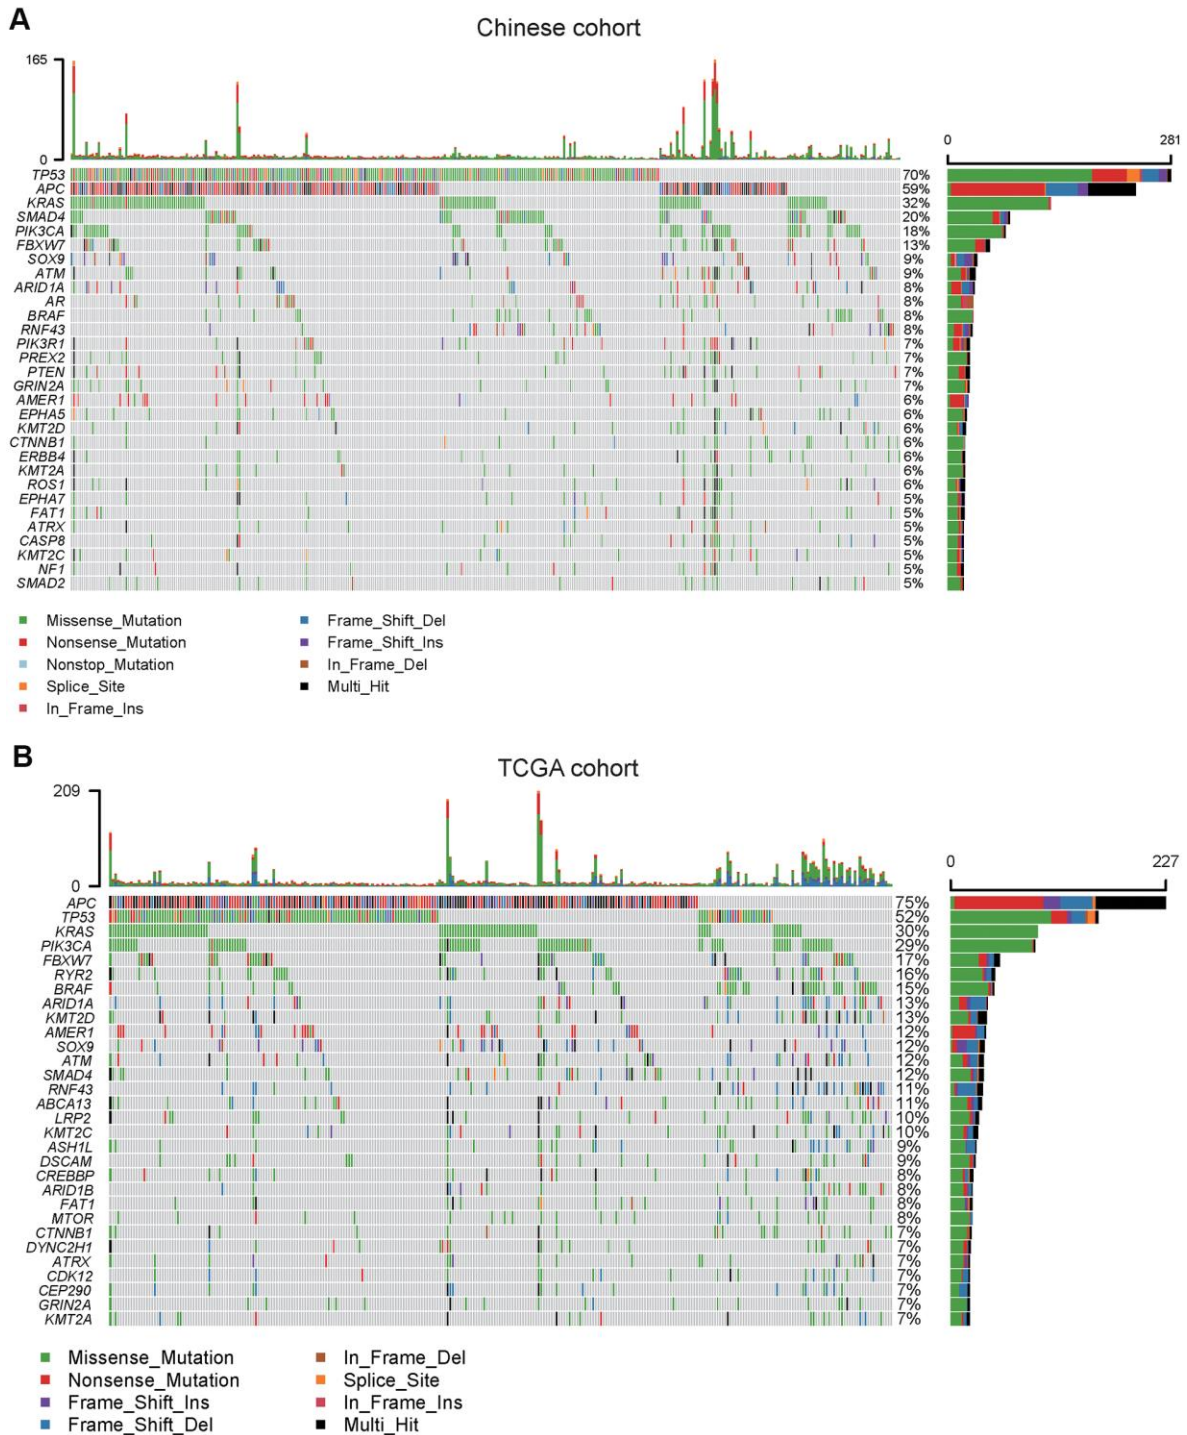 A
Chinese cohort
165
0
0 281
TP53 70%
APC 59%
KRAS 32%
SMAD4 20%
PIK3CA 18%
FBXW7 13%
SOX9 9%
ATM 9%
ARID1A 8%
AR 8%
BRAF 8%
RNF43 8%
PIK3R1 7%
PREX2 7%
PTEN 7%
GRIN2A 7%
AMER1 6%
EPHA5 6%
KMT2D 6%
CTNNB1 6%
ERBB4 6%
KMT2A 6%
ROS1 6%
EPHA7 5%
FAT1 5%
ATRX 5%
CASP8 5%
KMT2C 5%
NF1 5%
SMAD2 5%
Missense_Mutation
Nonsense_Mutation
Nonstop_Mutation
Splice_Site
In_Frame_Ins
Frame_Shift_Del
Frame_Shift_Ins
In_Frame_Del
Multi_Hit
B
TCGA cohort
209
0
0 227
APC 75%
TP53 52%
KRAS 30%
PIK3CA 29%
FBXW7 17%
RYR2 16%
BRAF 15%
ARID1A 13%
KMT2D 13%
AMER1 12%
SOX9 12%
ATM 12%
SMAD4 12%
RNF43 11%
ABCA13 11%
LRP2 10%
KMT2C 10%
ASH1L 9%
DSCAM 9%
CREBBP 8%
ARID1B 8%
FAT1 8%
MTOR 8%
CTNNB1 7%
DYNC2H1 7%
ATRX 7%
CDK12 7%
CEP290 7%
GRIN2A 7%
KMT2A 7%
Missense_Mutation
Nonsense_Mutation
Frame_Shift_Ins
Frame_Shift_Del
In_Frame_Del
Splice_Site
In_Frame_Ins
Multi_Hit